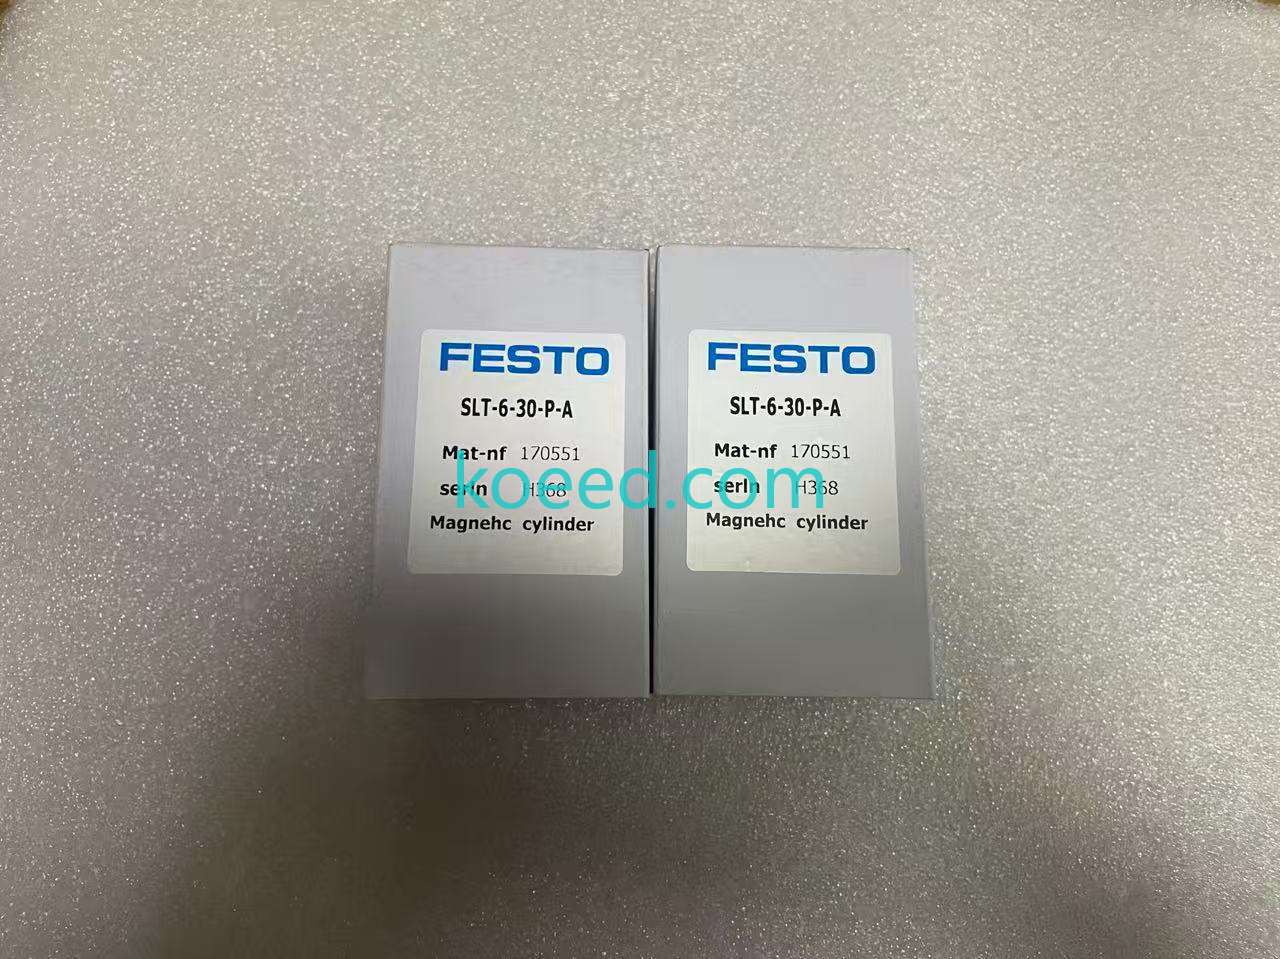 FESTO
SLT-6-30-P-A
Mat-nf 170551
serln H368
Magnehc cylinder
FESTO
SLT-6-30-P-A
Mat-nf 170551
serln H368
Magnehc cylinder
koeed.com